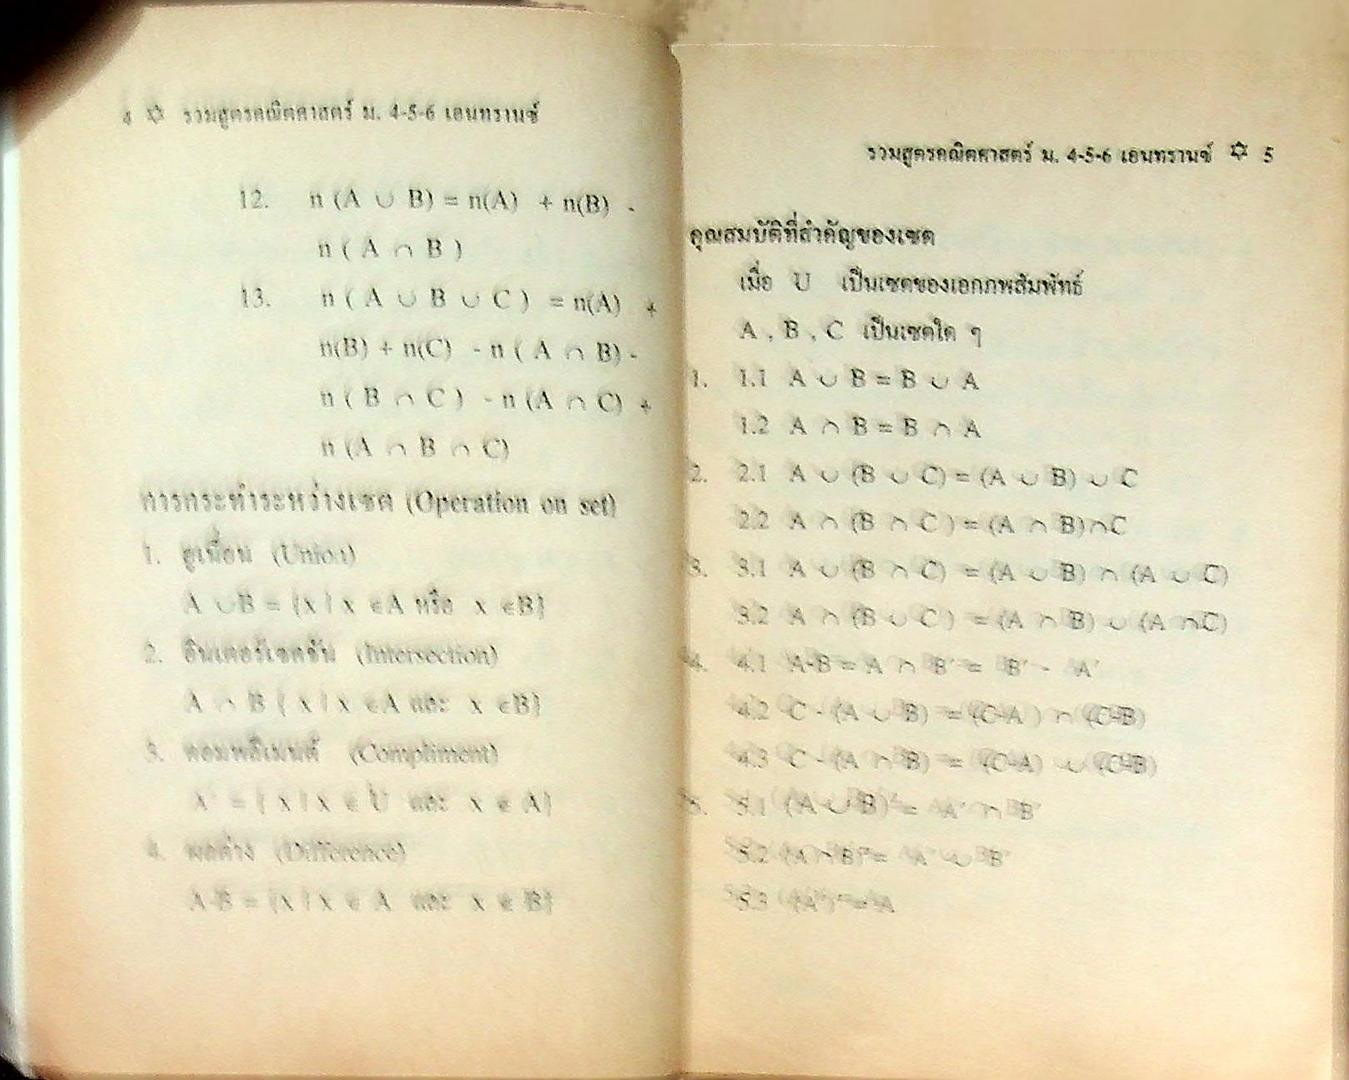 4 ✡ รวมสูตรคณิตศาสตร์ ม. 4-5-6 เอนทรานซ์
12. n (A ∪ B) = n(A) + n(B) -
n ( A ∩ B )
13. n ( A ∪ B ∪ C ) = n(A) +
n(B) + n(C) - n ( A ∩ B) -
n ( B ∩ C ) - n (A ∩ C) +
n (A ∩ B ∩ C)
การกระทำระหว่างเซต (Operation on set)
1. ยูเนี่ยน (Union)
A ∪B = {x | x ∈A หรือ x ∈B}
2. อินเตอร์เซคชัน (Intersection)
A ∩ B { x | x ∈A และ x ∈B}
3. คอมพลีเมนต์ (Compliment)
A' = { x | x ∈ U และ x A}
4. ผลต่าง (Difference)
A-B = {x | x ∈ A และ x B}
รวมสูตรคณิตศาสตร์ ม. 4-5-6 เอนทรานซ์ ✡ 5
คุณสมบัติที่สำคัญของเซต
เมื่อ U เป็นเซตของเอกภพสัมพัทธ์
A , B , C เป็นเซตใด ๆ
1. 1.1 A ∪ B = B ∪ A
1.2 A ∩ B = B ∩ A
2. 2.1 A ∪ (B ∪ C) = (A ∪ B) ∪ C
2.2 A ∩ (B ∩ C ) = (A ∩ B)∩C
3. 3.1 A ∪ (B ∩ C) = (A ∪ B) ∩ (A ∪ C)
3.2 A ∩ (B ∪ C ) = (A ∩ B) ∪ (A ∩C)
4. 4.1 A-B = A ∩ B' = B' - A'
4.2 C - (A ∪ B) = (C-A ) ∩ (C-B)
4.3 C - (A ∩ B) = (C-A) ∪ (C-B)
5. 5.1 (A ∪ B)' = A' ∩ B'
5.2 (A ∩ B)' = A' ∪ B'
5.3 (A')' = A